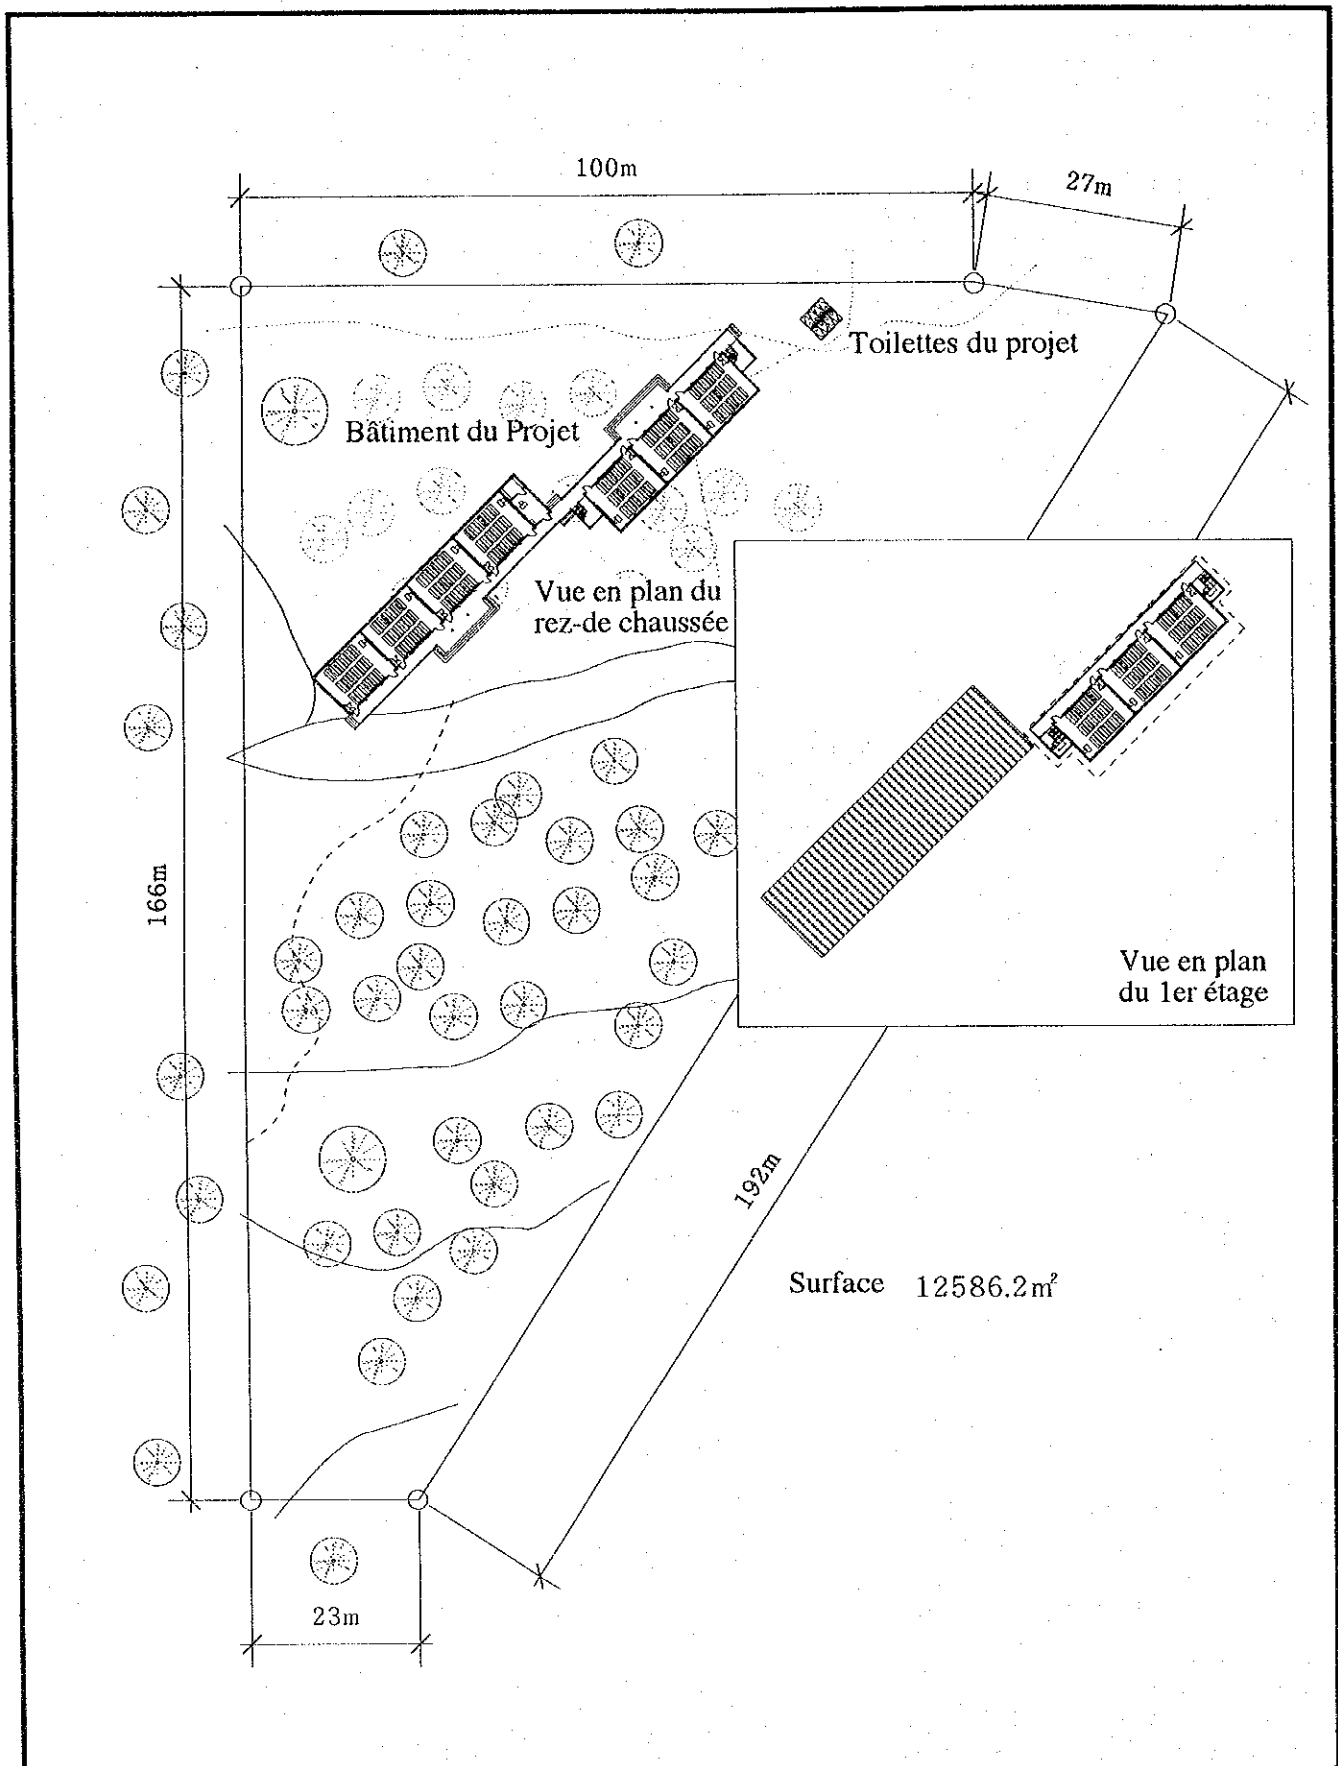 100m
27m
Toilettes du projet
Bâtiment du Projet
Vue en plan du
rez-de chaussée
166m
Vue en plan
du 1er étage
192m
Surface 12586.2㎡
23m